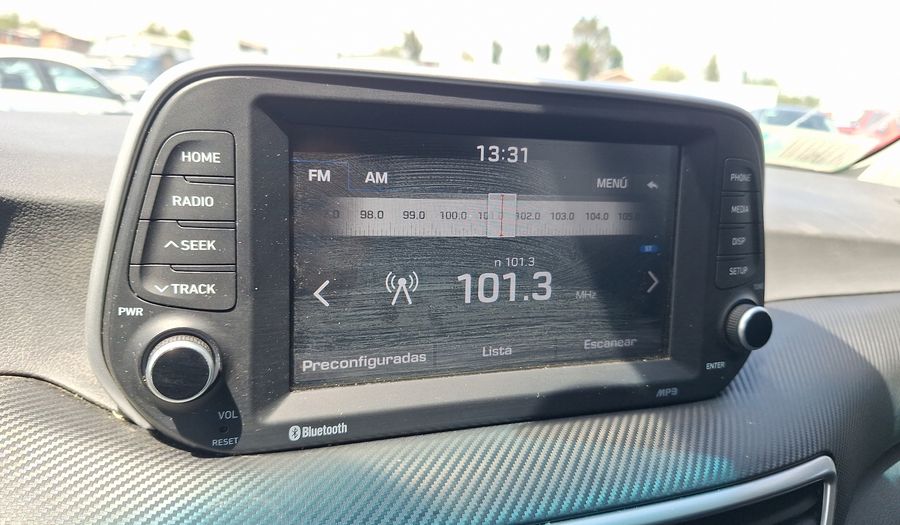 HOME
RADIO
SEEK
TRACK
PWR
VOL
RESET
13:31
FM AM MENÚ
98.0 99.0 100.0 102.0 103.0 104.0
ST
n 101.3
101.3 MHz
Preconfiguradas Lista Escanear
Bluetooth
MP3
PHONE
MEDIA
DISP
SETUP
TUNE
ENTER